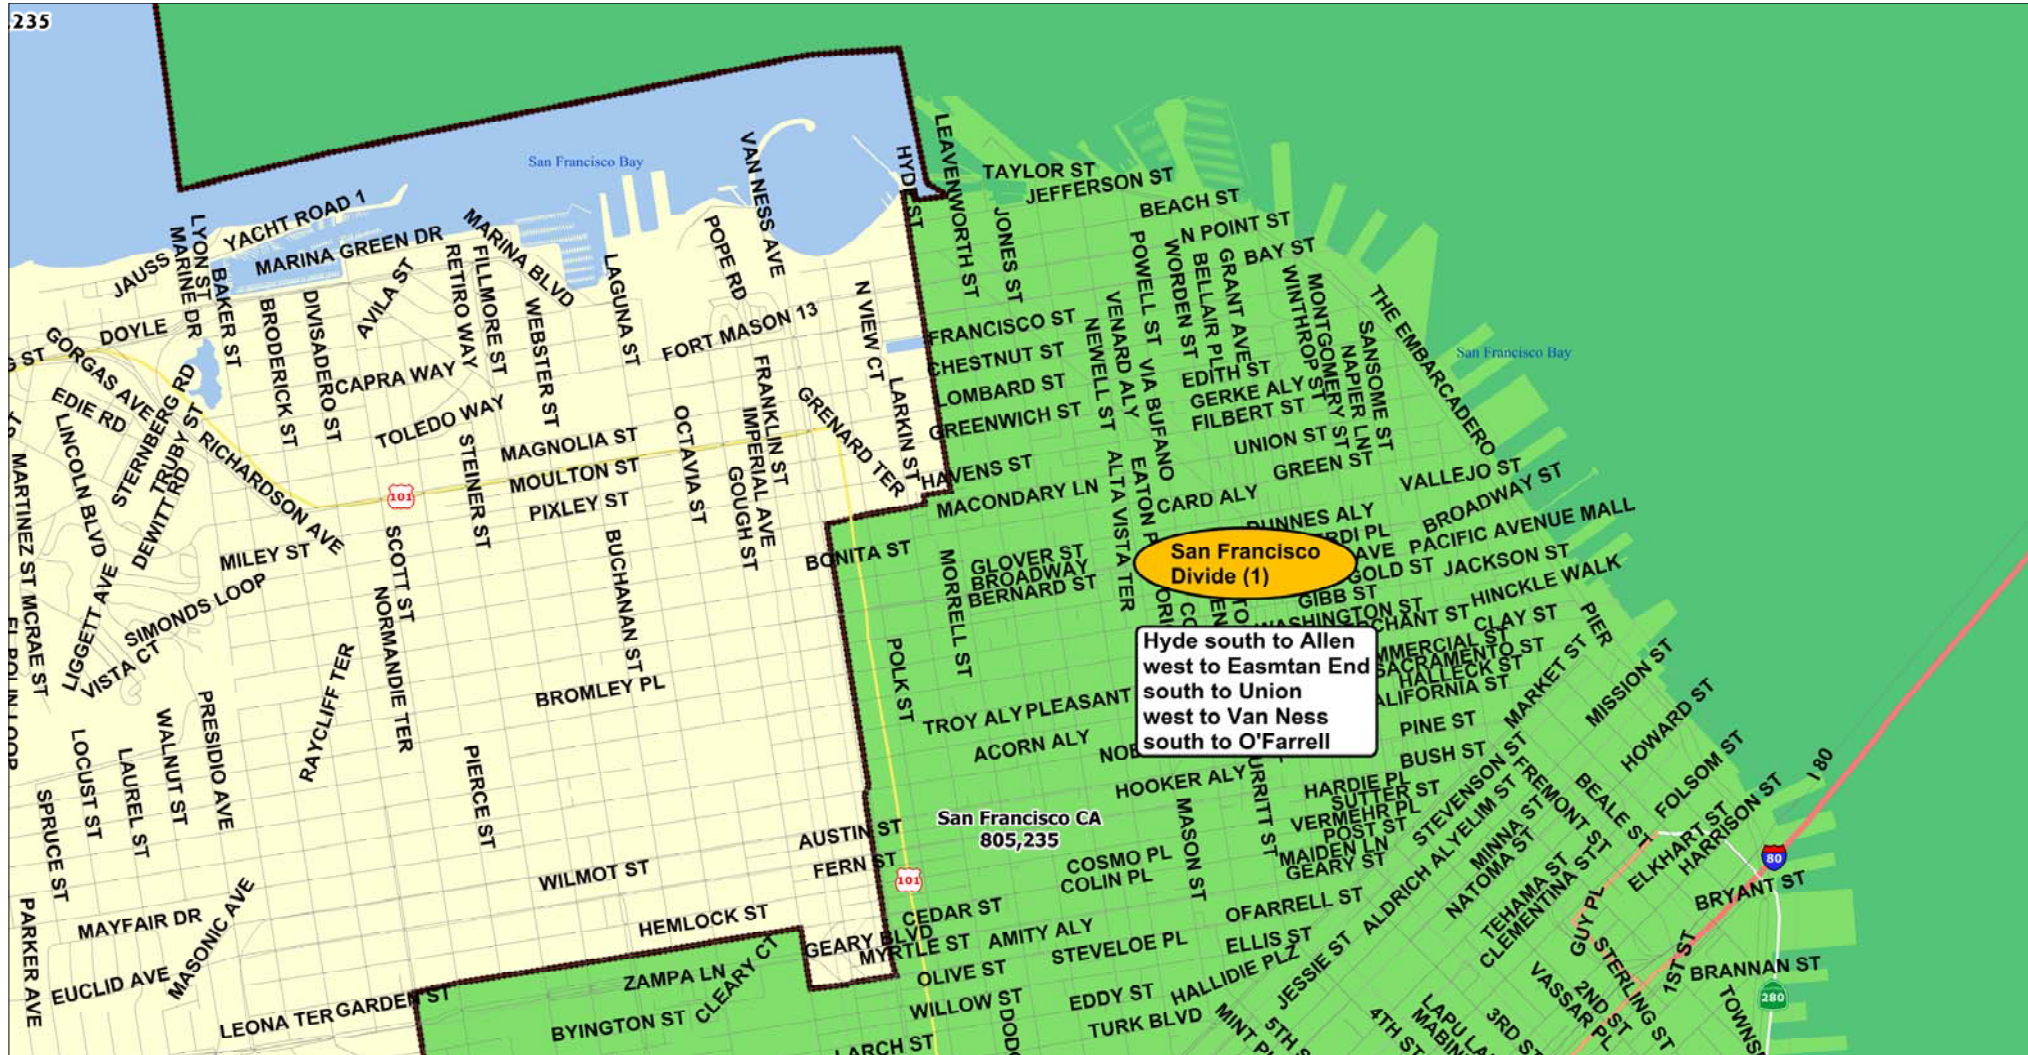 ,235
San Francisco Bay
HYDE ST
LEAVENWORTH ST
TAYLOR ST
JEFFERSON ST
BEACH ST
N POINT ST
BAY ST
VAN NESS AVE
YACHT ROAD 1
MARINA GREEN DR
MARINA BLVD
JAUSS
LYON ST
MARINE DR
BAKER ST
DOYLE
BRODERICK ST
DIVISADERO ST
AVILA ST
RETIRO WAY
FILLMORE ST
WEBSTER ST
LAGUNA ST
POPE RD
FORT MASON 13
N VIEW CT
JONES ST
POWELL ST
WORDEN ST
BELLAIR PL
GRANT AVE
WINTHROP ST
MONTGOMERY ST
NAPIER LN
SANSOME ST
THE EMBARCADERO
San Francisco Bay
FRANCISCO ST
CHESTNUT ST
LOMBARD ST
GREENWICH ST
NEWELL ST
VENARD ALY
VIA BUFANO
EDITH ST
GERKE ALY
FILBERT ST
UNION ST
GREEN ST
VALLEJO ST
BROADWAY ST
PACIFIC AVENUE MALL
GORGAS AVE
EDIE RD
LINCOLN BLVD
STERNBERG RD
TRUBY ST
DEWITT RD
RICHARDSON AVE
CAPRA WAY
TOLEDO WAY
MAGNOLIA ST
MOULTON ST
PIXLEY ST
101
STEINER ST
OCTAVIA ST
FRANKLIN ST
IMPERIAL AVE
GOUGH ST
GRENARD TER
LARKIN ST
HAVENS ST
MACONDARY LN
ALTA VISTA TER
CARD ALY
DUNNES ALY
AVE
GOLD ST
JACKSON ST
GIBB ST
HINCKLE WALK
WASHINGTON ST
CLAY ST
SACRAMENTO ST
HALLECK ST
PIER
San Francisco
Divide (1)
Hyde south to Allen
west to Easmtan End
south to Union
west to Van Ness
south to O'Farrell
MARTINEZ ST
MCRAE ST
LIGGETT AVE
MILEY ST
SIMONDS LOOP
VISTA CT
SCOTT ST
NORMANDIE TER
BUCHANAN ST
BONITA ST
GLOVER ST
BROADWAY
BERNARD ST
MORRELL ST
POLK ST
BROMLEY PL
RAYCLIFF TER
PRESIDIO AVE
WALNUT ST
LAUREL ST
LOCUST ST
SPRUCE ST
PARKER AVE
PIERCE ST
TROY ALY
PLEASANT
ACORN ALY
HOOKER ALY
MASON ST
PINE ST
BUSH ST
HARDIE PL
SUTTER ST
VERMEHR PL
POST ST
MAIDEN LN
GEARY ST
MARKET ST
MISSION ST
HOWARD ST
FOLSOM ST
STEVENSON ST
FREMONT ST
BEALE ST
ELKHART ST
HARRISON ST
I 80
80
BRYANT ST
San Francisco CA
805,235
AUSTIN ST
FERN ST
101
WILMOT ST
HEMLOCK ST
CEDAR ST
GEARY BLVD
MYRTLE ST
AMITY ALY
COSMO PL
COLIN PL
OFARRELL ST
ELLIS ST
STEVELOE PL
HALLIDIE PLZ
JESSIE ST
ALDRICH ALY
ELIM ST
MINNA ST
NATOMA ST
TEHAMA ST
CLEMENTINA ST
GUY PL
STERLING ST
1ST ST
BRANNAN ST
280
MAYFAIR DR
EUCLID AVE
MASONIC AVE
LEONA TER
GARDEN ST
ZAMPA LN
CLEARY CT
BYINGTON ST
OLIVE ST
WILLOW ST
EDDY ST
TURK BLVD
LARCH ST
5TH S
4TH ST
3RD ST
2ND ST
VASSAR PL